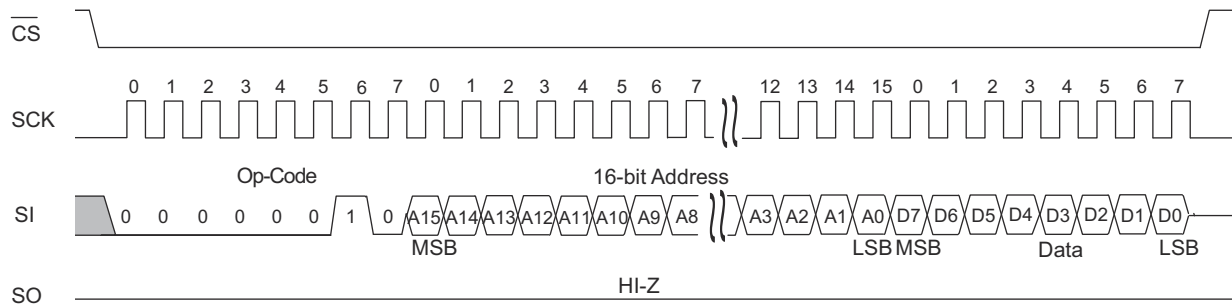 CS
0 1 2 3 4 5 6 7 0 1 2 3 4 5 6 7 12 13 14 15 0 1 2 3 4 5 6 7
SCK
Op-Code 16-bit Address
SI 0 0 0 0 0 0 1 0 A15 A14 A13 A12 A11 A10 A9 A8 A3 A2 A1 A0 D7 D6 D5 D4 D3 D2 D1 D0
MSB LSB MSB Data LSB
HI-Z
SO